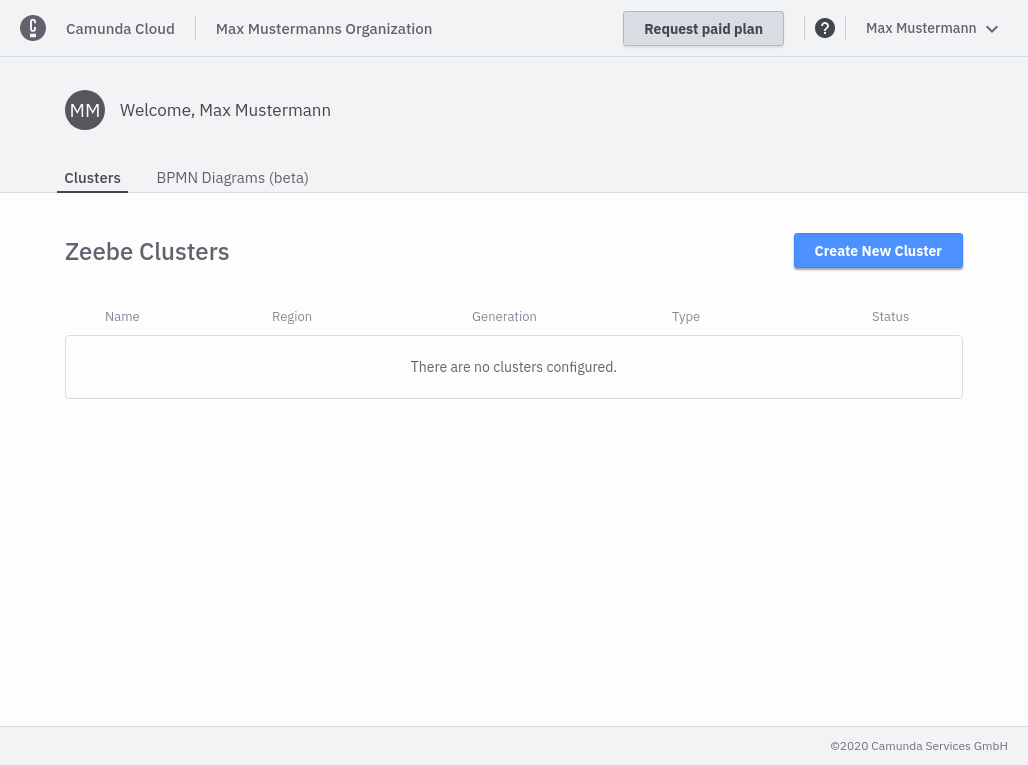 Camunda Cloud
Max Mustermanns Organization
Request paid plan
?
Max Mustermann
MM
Welcome, Max Mustermann
Clusters
BPMN Diagrams (beta)
Zeebe Clusters
Create New Cluster
Name Region Generation Type Status
There are no clusters configured.
©2020 Camunda Services GmbH